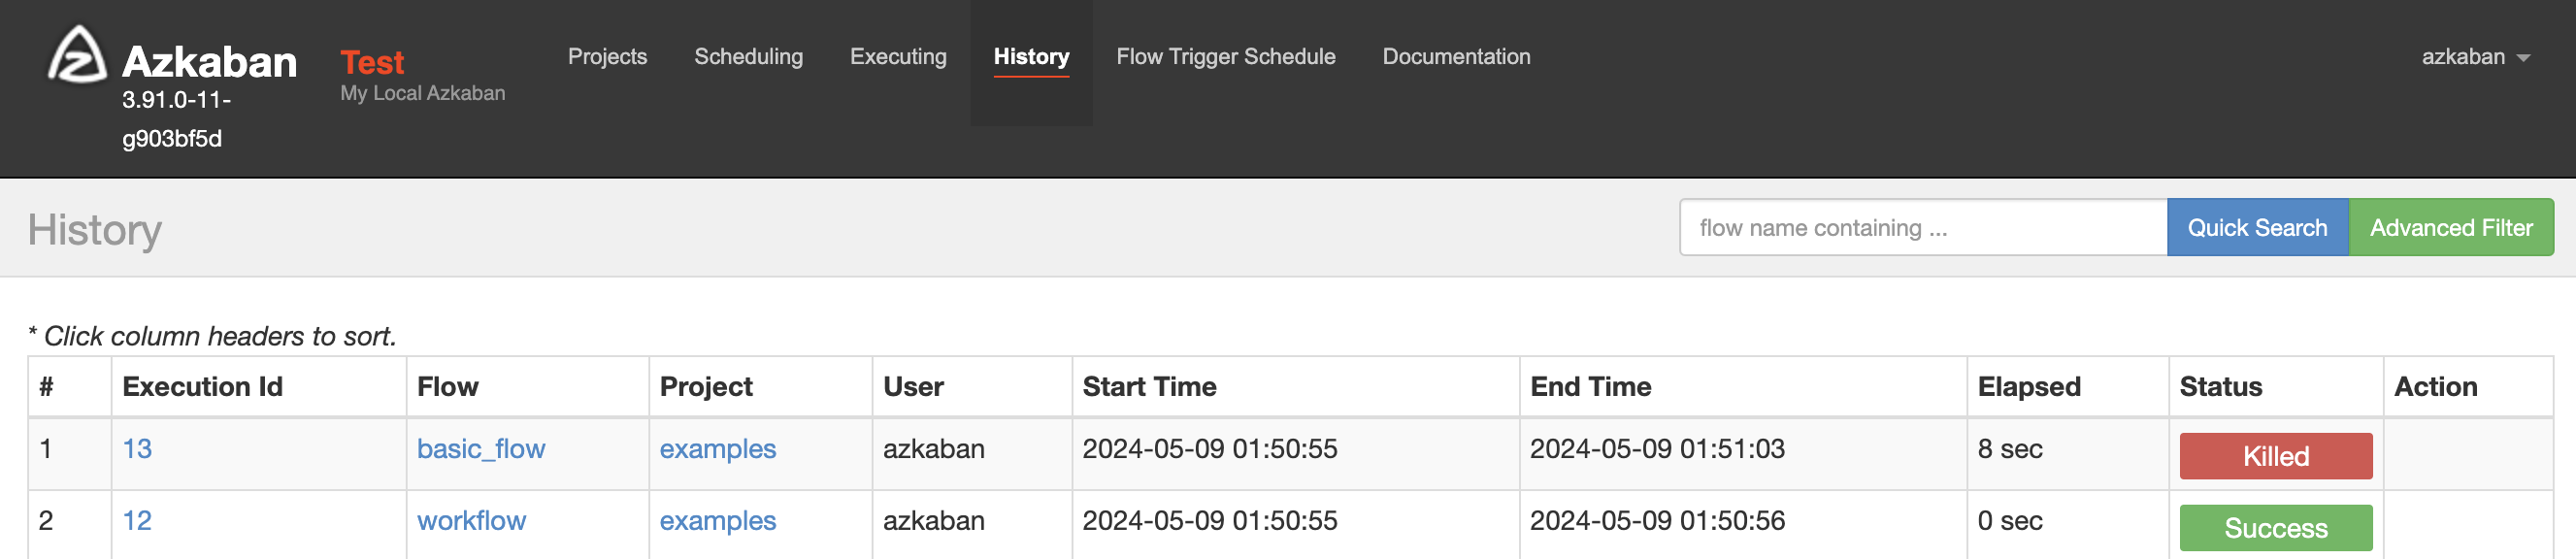 Azkaban
3.91.0-11-
g903bf5d
Test
My Local Azkaban
Projects Scheduling Executing History Flow Trigger Schedule Documentation azkaban
History
flow name containing ... Quick Search Advanced Filter
* Click column headers to sort.
# Execution Id Flow Project User Start Time End Time Elapsed Status Action
1 13 basic_flow examples azkaban 2024-05-09 01:50:55 2024-05-09 01:51:03 8 sec Killed
2 12 workflow examples azkaban 2024-05-09 01:50:55 2024-05-09 01:50:56 0 sec Success